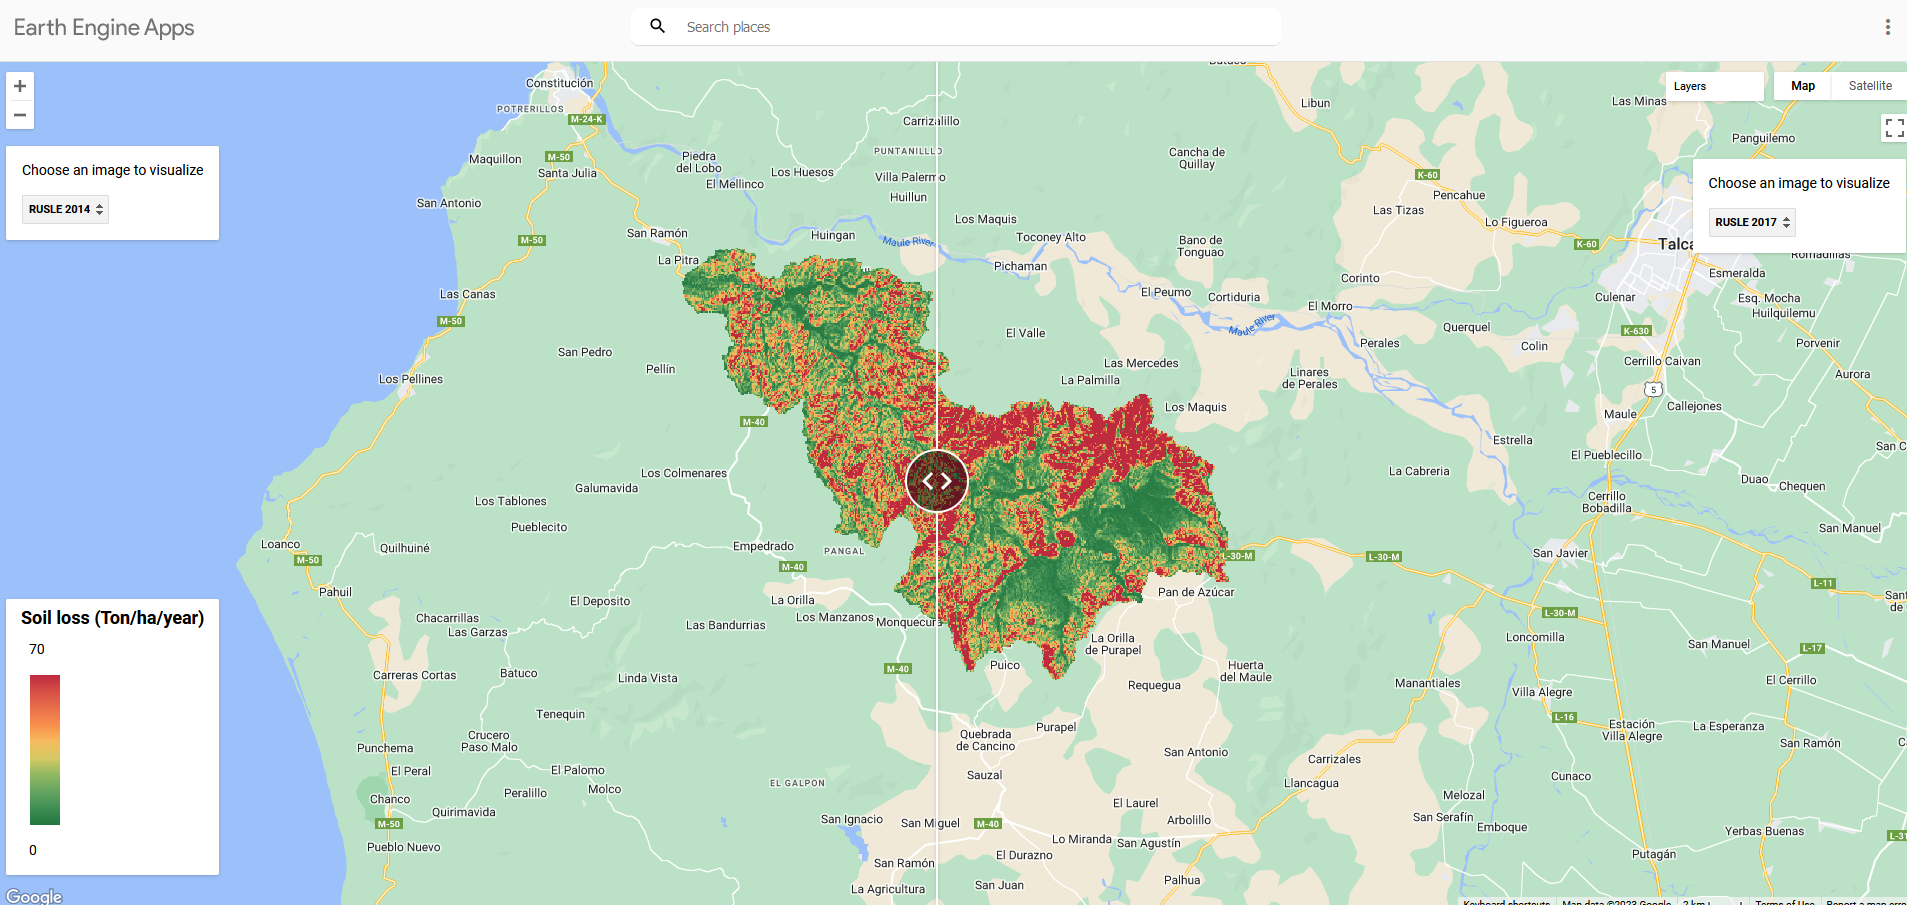 Earth Engine Apps
Search places
Layers
Map
Satellite
Choose an image to visualize
RUSLE 2014
Choose an image to visualize
RUSLE 2017
Soil loss (Ton/ha/year)
70
0
Constitución
POTRERILLOS
M-24-K
Carrizalillo
Libun
Las Minas
Panguilemo
Maquillon
M-50
Santa Julia
Piedra
del Lobo
El Mellinco
Los Huesos
PUNTANILLO
Villa Palermo
Huillun
Cancha de
Quillay
K-60
Pencahue
Las Tizas
Lo Figueroa
San Antonio
San Ramón
Huingan
Los Maquis
Toconey Alto
Maule River
Bano de
Tonguao
K-60
M-50
La Pitra
Pichaman
Corinto
Esmeralda
Las Canas
El Peumo
Cortiduria
El Morro
Culenar
Esq. Mocha
Huilquilemu
M-50
El Valle
Maule River
Querquel
K-630
San Pedro
Pellín
Las Mercedes
Perales
Colin
Cerrillo Caivan
Porvenir
Los Pellines
La Palmilla
Linares
de Perales
Aurora
5
M-40
Los Maquis
Maule
Callejones
Estrella
El Pueblecillo
Los Colmenares
La Cabreria
Galumavida
Los Tablones
Duao
Chequen
Pueblecito
Cerrillo
Bobadilla
San Manuel
Loanco
M-50
Quilhuiné
Empedrado
PANGAL
L-30-M
L-30-M
San Javier
M-40
L-11
Pahuil
La Orilla
Pan de Azúcar
El Deposito
Chacarrillas
Las Garzas
Las Bandurrias
Los Manzanos
Monquecura
L-30-M
Loncomilla
La Orilla
de Purapel
San Manuel
L-17
Carreras Cortas
Batuco
Linda Vista
M-40
Puico
Huerta
del Maule
Requegua
Manantiales
Villa Alegre
El Cerrillo
Tenequin
Purapel
L-16
Estación
Villa Alegre
La Esperanza
Crucero
Paso Malo
Punchema
Quebrada
de Cancino
San Antonio
San Ramón
El Peral
El Palomo
Molco
EL GALPON
Sauzal
Carrizales
Llancagua
Cunaco
Chanco
Peralillo
Quirimavida
El Laurel
Arbolillo
Melozal
San Serafín
Emboque
M-50
San Ignacio
San Miguel
M-40
Lo Miranda
San Agustín
Yerbas Buenas
Pueblo Nuevo
San Ramón
El Durazno
Putagán
La Agricultura
San Juan
Palhua
Google
Keyboard shortcuts
Map data ©2023 Google
2 km
Terms of Use